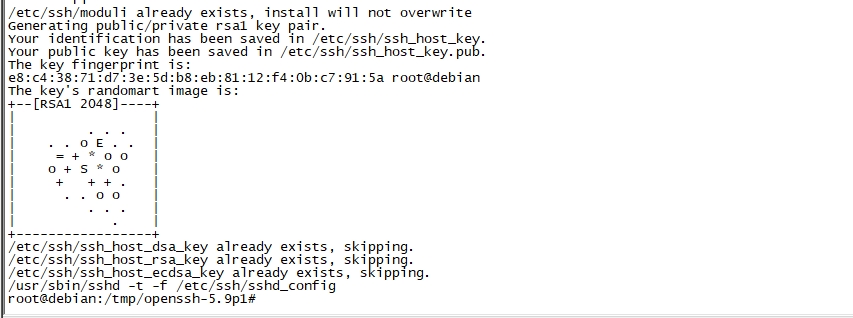 /etc/ssh/moduli already exists, install will not overwrite
Generating public/private rsa1 key pair.
Your identification has been saved in /etc/ssh/ssh_host_key.
Your public key has been saved in /etc/ssh/ssh_host_key.pub.
The key fingerprint is:
e8:c4:38:71:d7:3e:5d:b8:eb:81:12:f4:0b:c7:91:5a root@debian
The key's randomart image is:
+--[RSA1 2048]----+
|                 |
|         . . .   |
|    . . o E . .  |
|     = + * o o   |
|    o + S * o    |
|     +   + + .   |
|      . . o o    |
|         . . .   |
|            .    |
+-----------------+
/etc/ssh/ssh_host_dsa_key already exists, skipping.
/etc/ssh/ssh_host_rsa_key already exists, skipping.
/etc/ssh/ssh_host_ecdsa_key already exists, skipping.
/usr/sbin/sshd -t -f /etc/ssh/sshd_config
root@debian:/tmp/openssh-5.9p1#